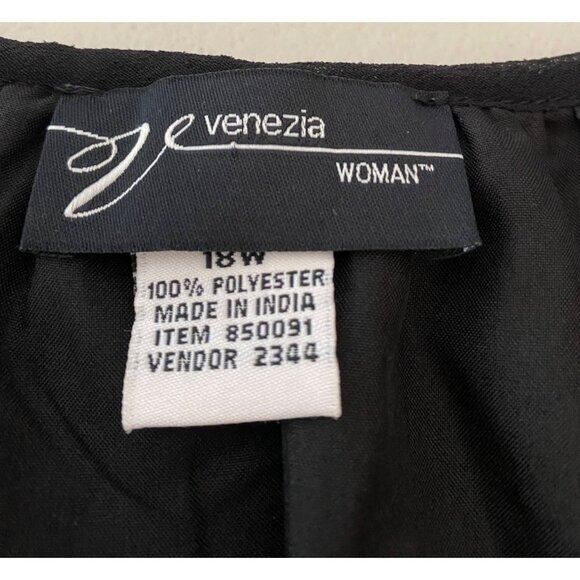 venezia
WOMAN™
18W
100% POLYESTER
MADE IN INDIA
ITEM 850091
VENDOR 2344